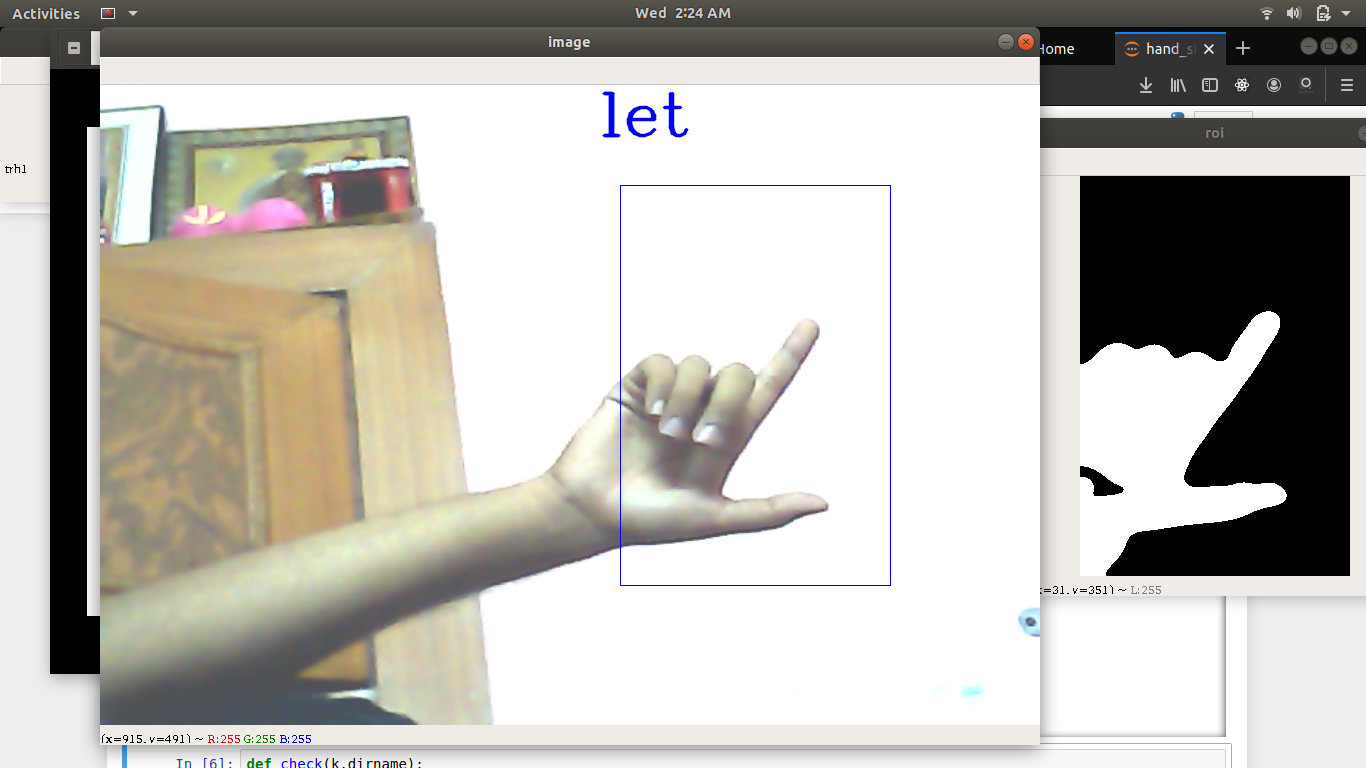 Activities
Wed 2:24 AM
image
Home
hand_s
let
roi
trh1
x=31, y=351) ~ L:255
(x=915, y=491) ~ R:255 G:255 B:255
In [6]: def check(k,dirname):